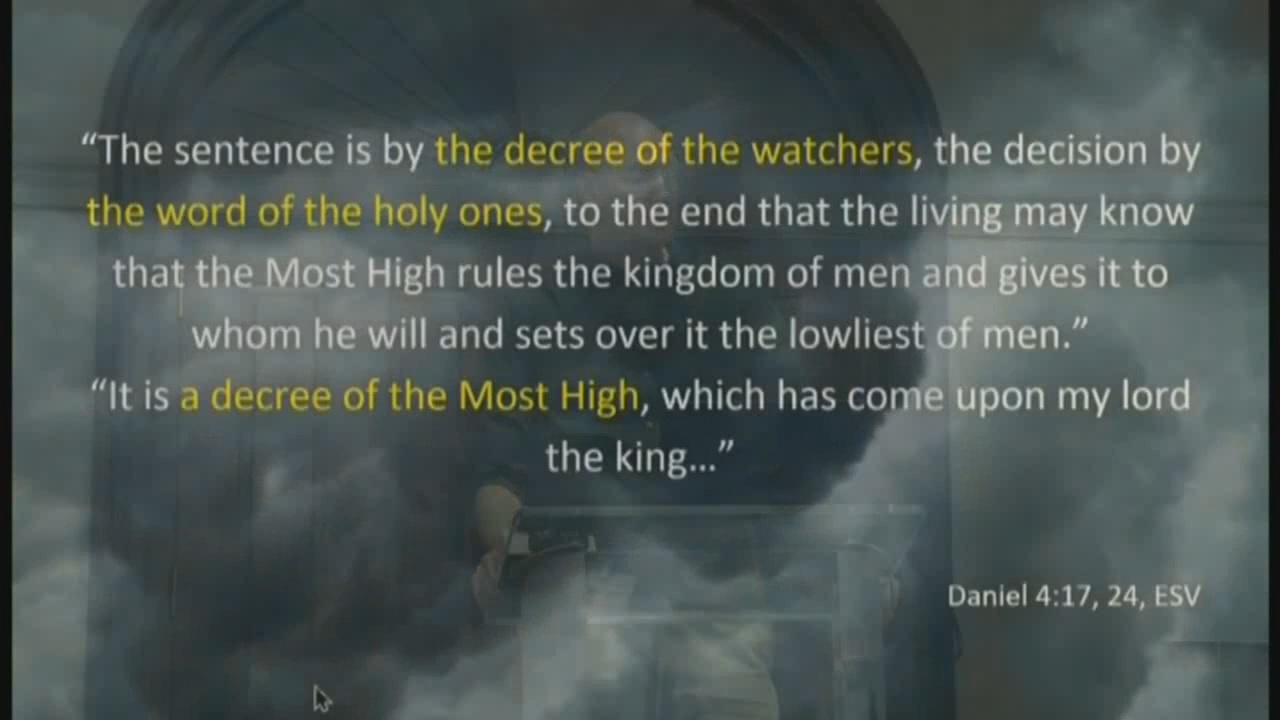 “The sentence is by the decree of the watchers, the decision by
the word of the holy ones, to the end that the living may know
that the Most High rules the kingdom of men and gives it to
whom he will and sets over it the lowliest of men.”
“It is a decree of the Most High, which has come upon my lord
the king...”
Daniel 4:17, 24, ESV